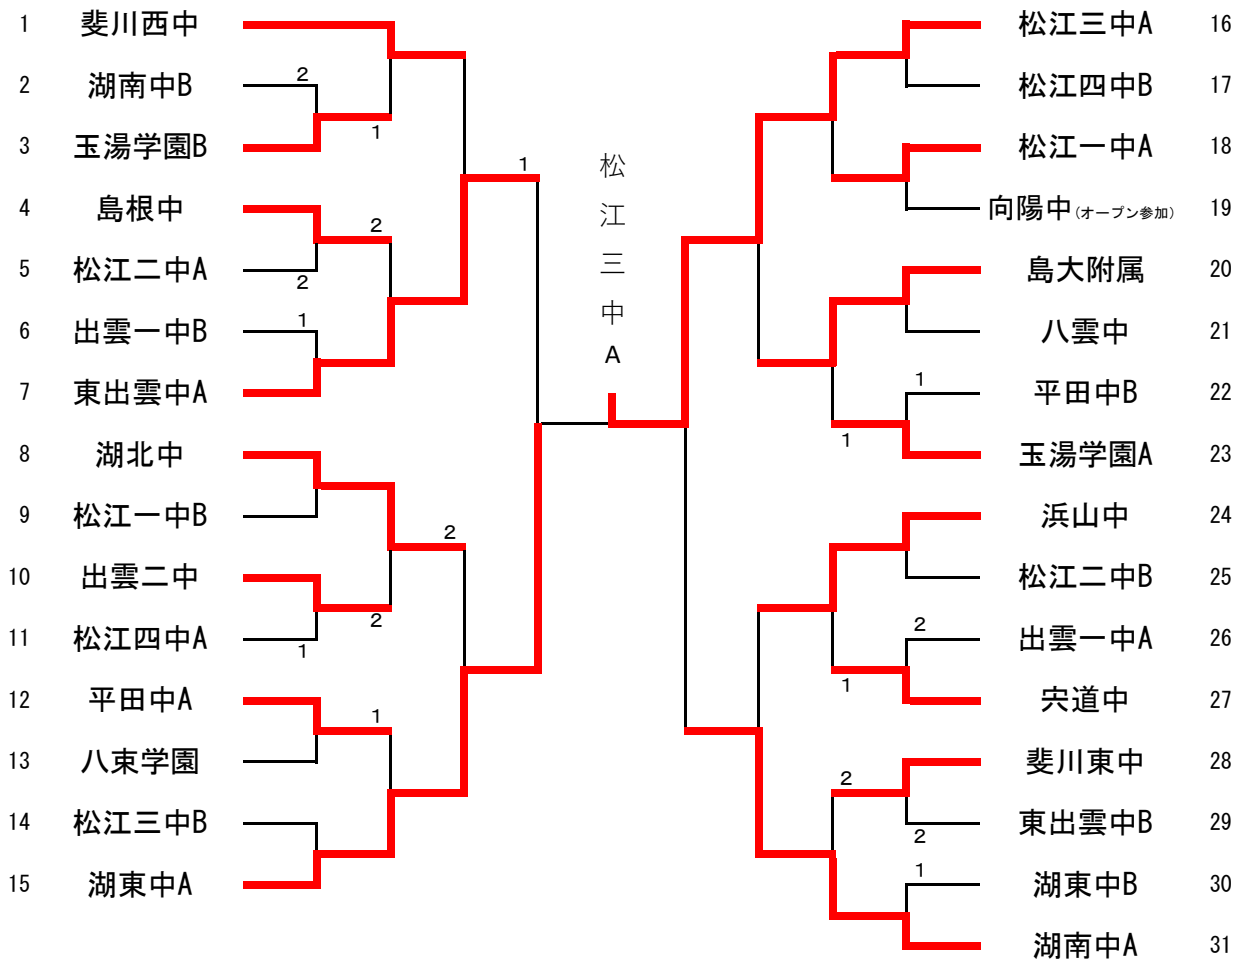 1 斐川西中
2 湖南中B
2
3 玉湯学園B
1
4 島根中
2
5 松江二中A
2
6 出雲一中B
1
7 東出雲中A
1
8 湖北中
9 松江一中B
2
10 出雲二中
2
11 松江四中A
1
12 平田中A
1
13 八束学園
14 松江三中B
15 湖東中A
松江三中A
松江三中A 16
松江四中B 17
松江一中A 18
向陽中(オープン参加) 19
島大附属 20
八雲中 21
1
平田中B 22
1
玉湯学園A 23
浜山中 24
松江二中B 25
2
出雲一中A 26
1
宍道中 27
2
斐川東中 28
2
東出雲中B 29
1
湖東中B 30
湖南中A 31